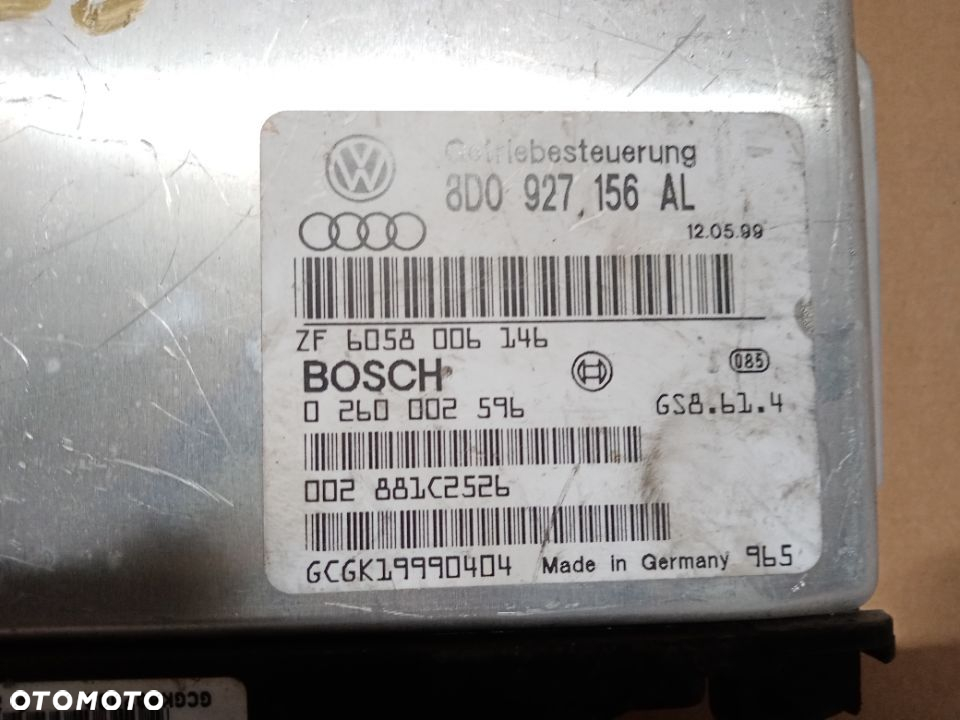 Getriebesteuerung
8D0 927 156 AL
12.05.99
ZF 6058 006 146
BOSCH
085
0 260 002 596
GS8.61.4
002 881C2526
GCGK19990404 Made in Germany 965
GCGK
OTOMOTO